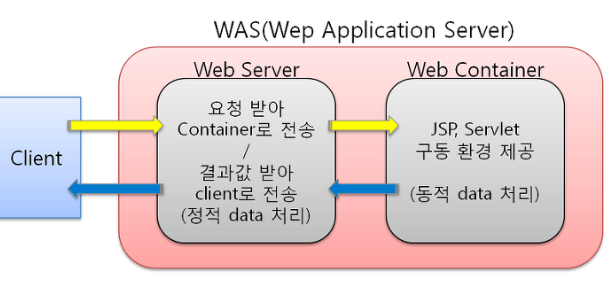 WAS(Wep Application Server)
Web Server
Web Container
Client
요청 받아
Container로 전송
/
결과값 받아
client로 전송
(정적 data 처리)
JSP, Servlet
구동 환경 제공
(동적 data 처리)